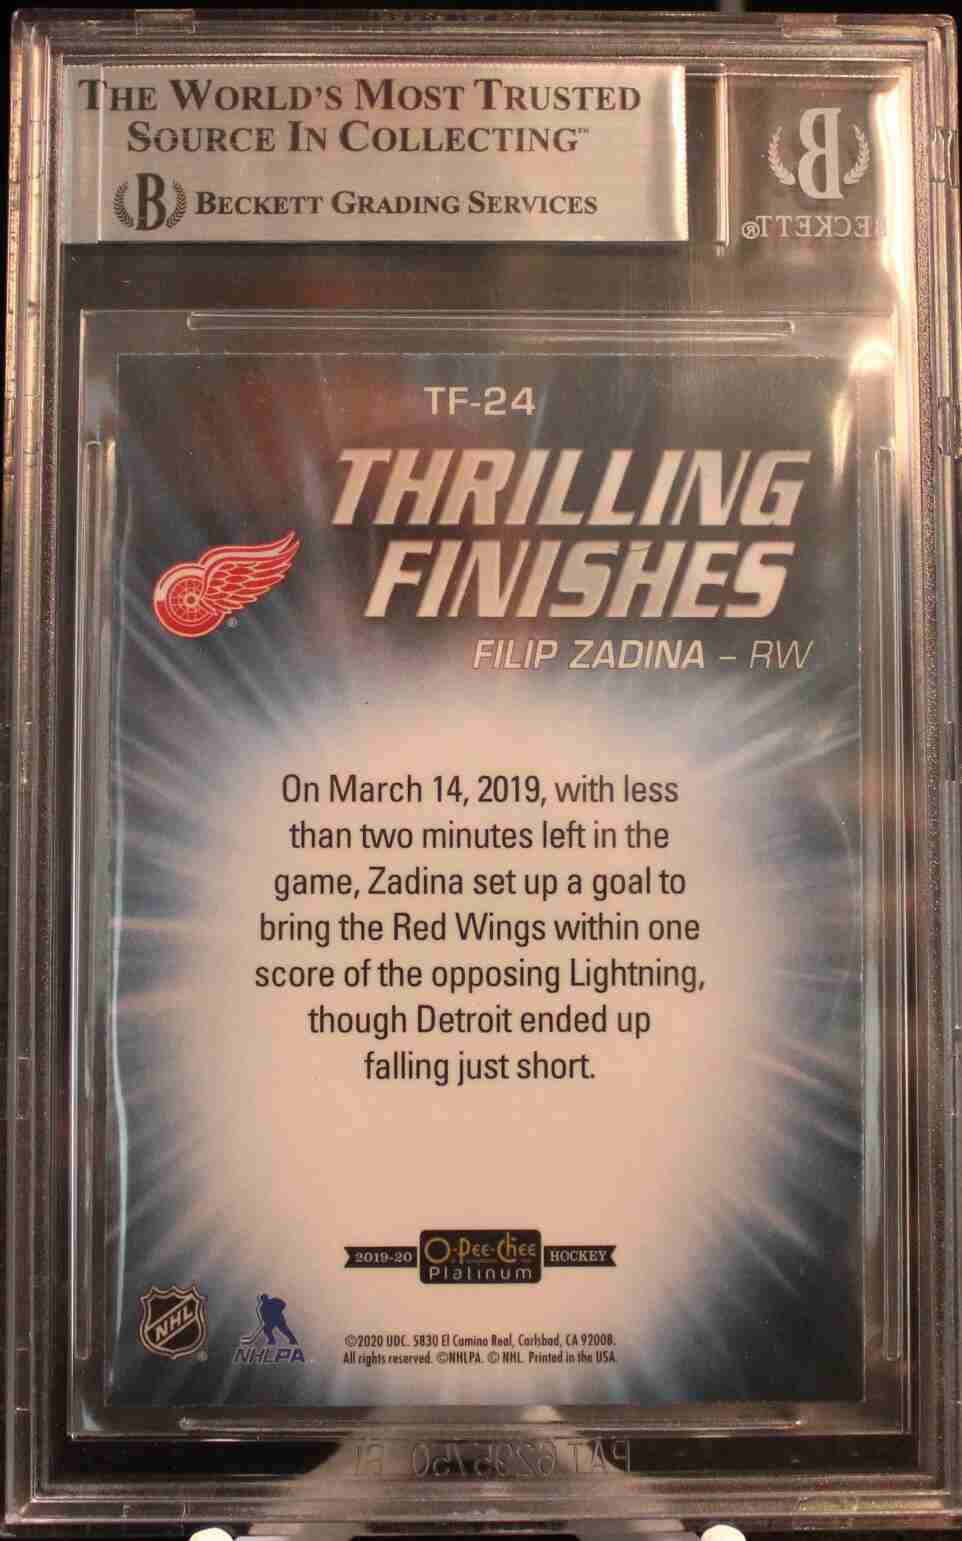 THE WORLD'S MOST TRUSTED
SOURCE IN COLLECTING™
B BECKETT GRADING SERVICES
B
BECKETT®
TF-24
THRILLING
FINISHES
FILIP ZADINA – RW
On March 14, 2019, with less
than two minutes left in the
game, Zadina set up a goal to
bring the Red Wings within one
score of the opposing Lightning,
though Detroit ended up
falling just short.
2019-20 O-Pee-Chee HOCKEY
Platinum
NHL
NHLPA
©2020 UDC. 5830 El Camino Real, Carlsbad, CA 92008.
All rights reserved. ©NHLPA. © NHL. Printed in the USA.